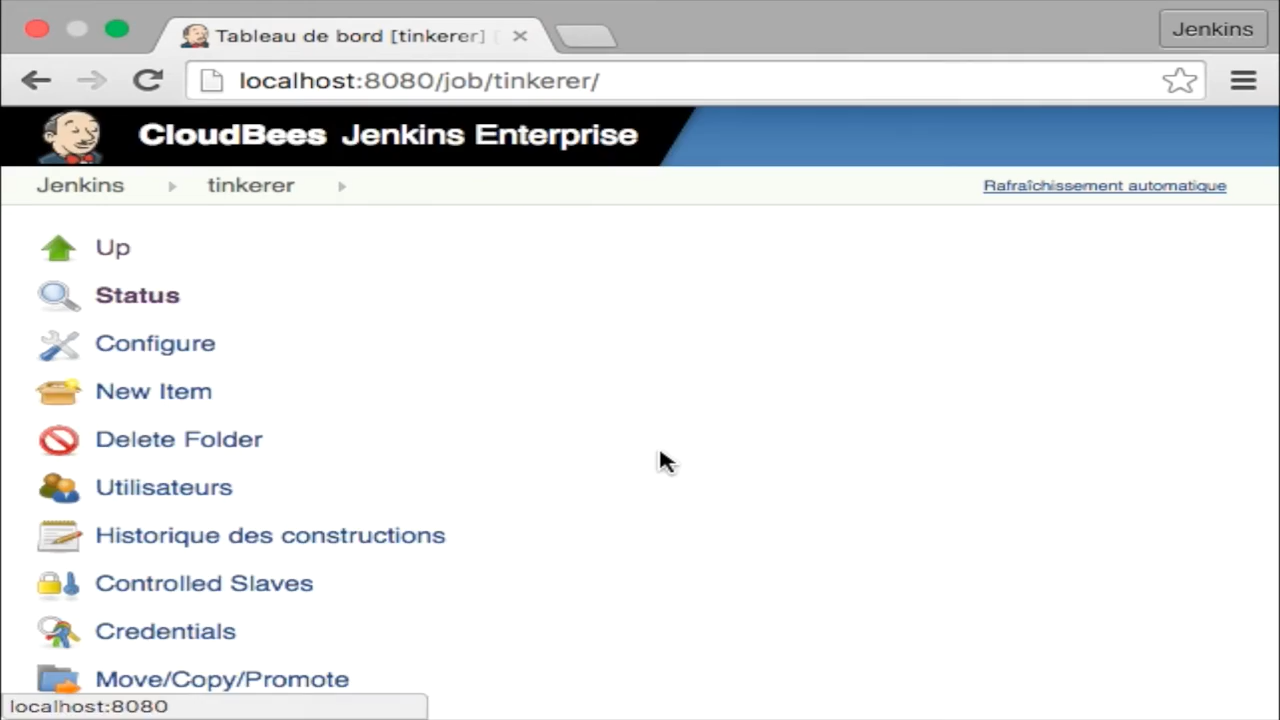 Tableau de bord [tinkerer]
Jenkins
localhost:8080/job/tinkerer/
CloudBees Jenkins Enterprise
Jenkins tinkerer
Rafraîchissement automatique
Up
Status
Configure
New Item
Delete Folder
Utilisateurs
Historique des constructions
Controlled Slaves
Credentials
Move/Copy/Promote
localhost:8080